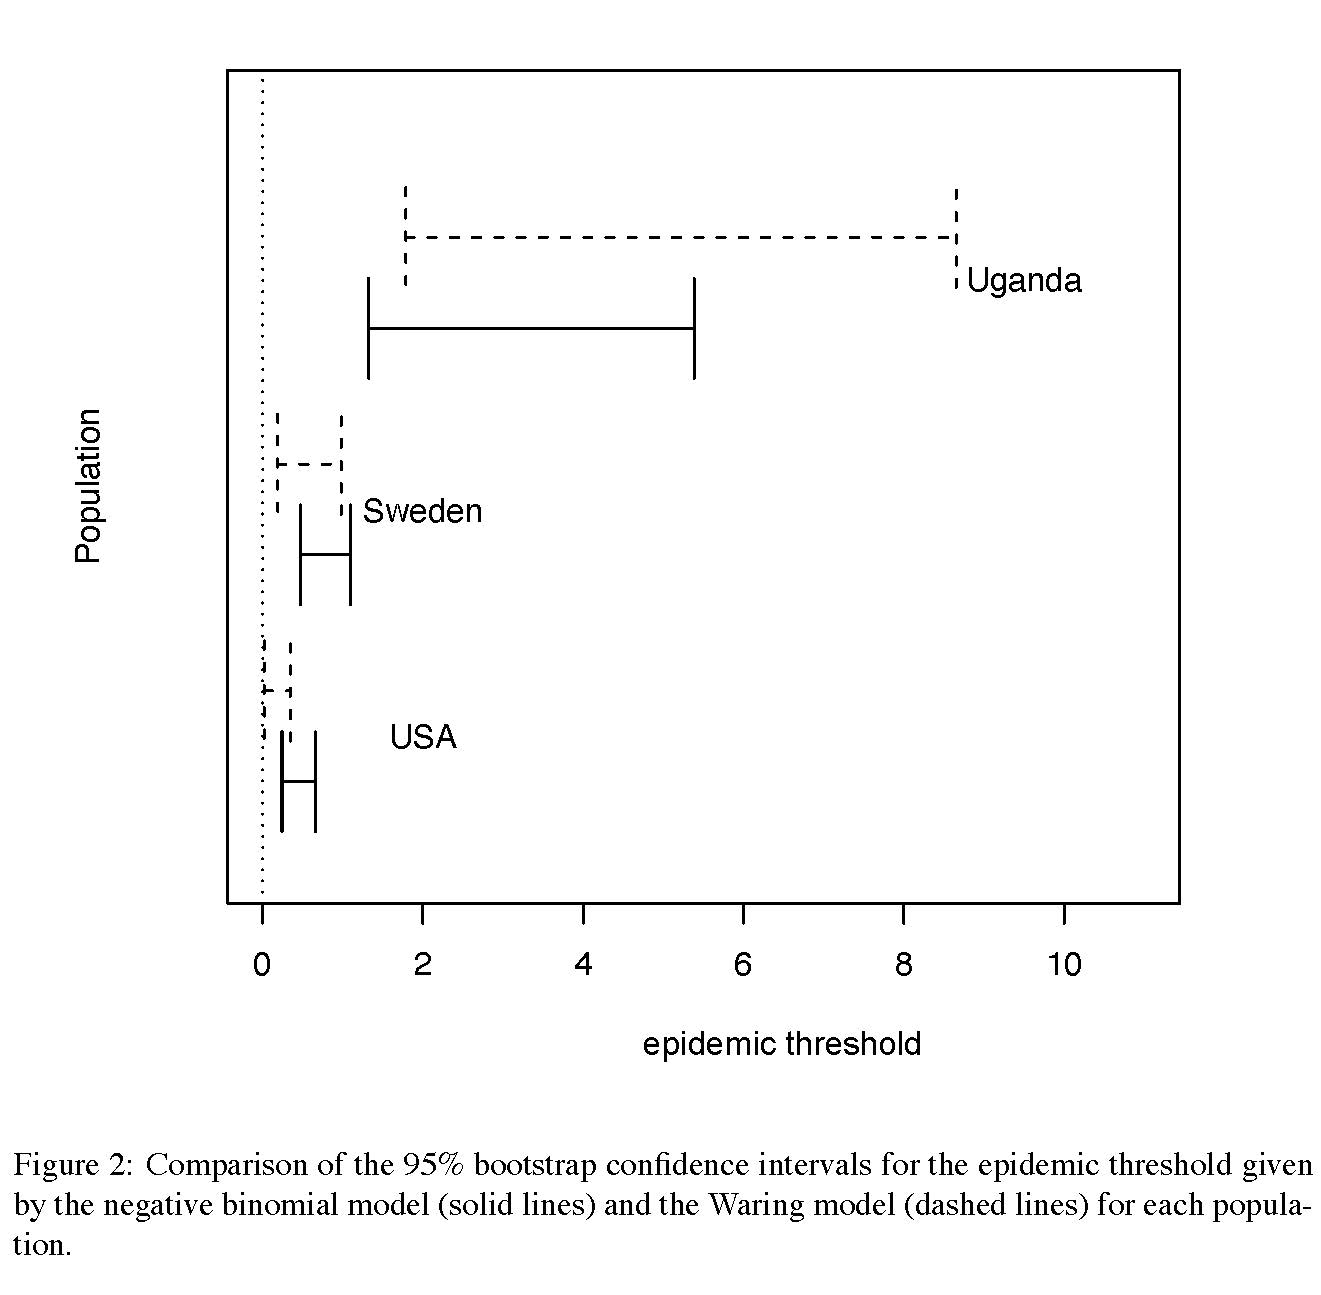 Uganda
Population
Sweden
USA
0 2 4 6 8 10
epidemic threshold
Figure 2: Comparison of the 95% bootstrap confidence intervals for the epidemic threshold given
by the negative binomial model (solid lines) and the Waring model (dashed lines) for each popula-
tion.